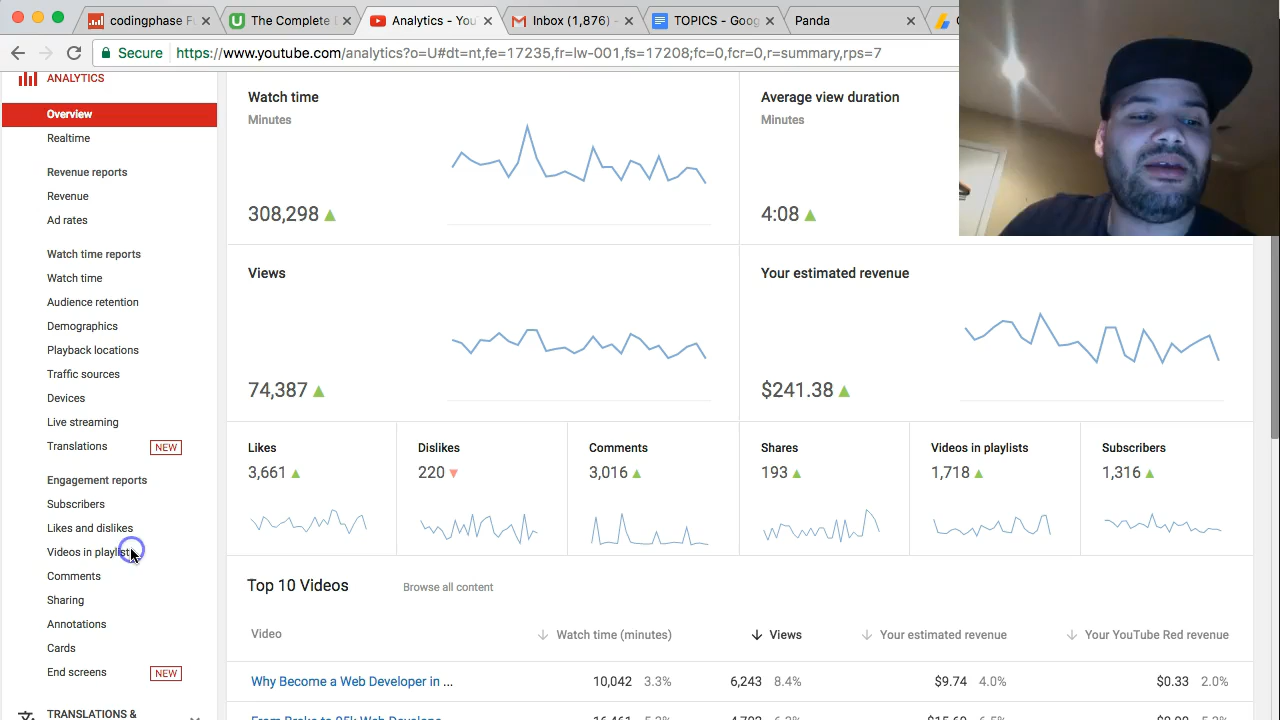 codingphase F
The Complete
Analytics - You
Inbox (1,876)
TOPICS - Goog
Panda
Secure
https://www.youtube.com/analytics?o=U#dt=nt,fe=17235,fr=lw-001,fs=17208;fc=0,fcr=0,r=summary,rps=7
ANALYTICS
Overview
Realtime
Revenue reports
Revenue
Ad rates
Watch time reports
Watch time
Audience retention
Demographics
Playback locations
Traffic sources
Devices
Live streaming
Translations NEW
Engagement reports
Subscribers
Likes and dislikes
Videos in playlist
Comments
Sharing
Annotations
Cards
End screens NEW
TRANSLATIONS &
Watch time
Minutes
308,298
Average view duration
Minutes
4:08
Views
74,387
Your estimated revenue
$241.38
Likes
3,661
Dislikes
220
Comments
3,016
Shares
193
Videos in playlists
1,718
Subscribers
1,316
Top 10 Videos Browse all content
Video Watch time (minutes) Views Your estimated revenue Your YouTube Red revenue
Why Become a Web Developer in ... 10,042 3.3% 6,243 8.4% $9.74 4.0% $0.33 2.0%